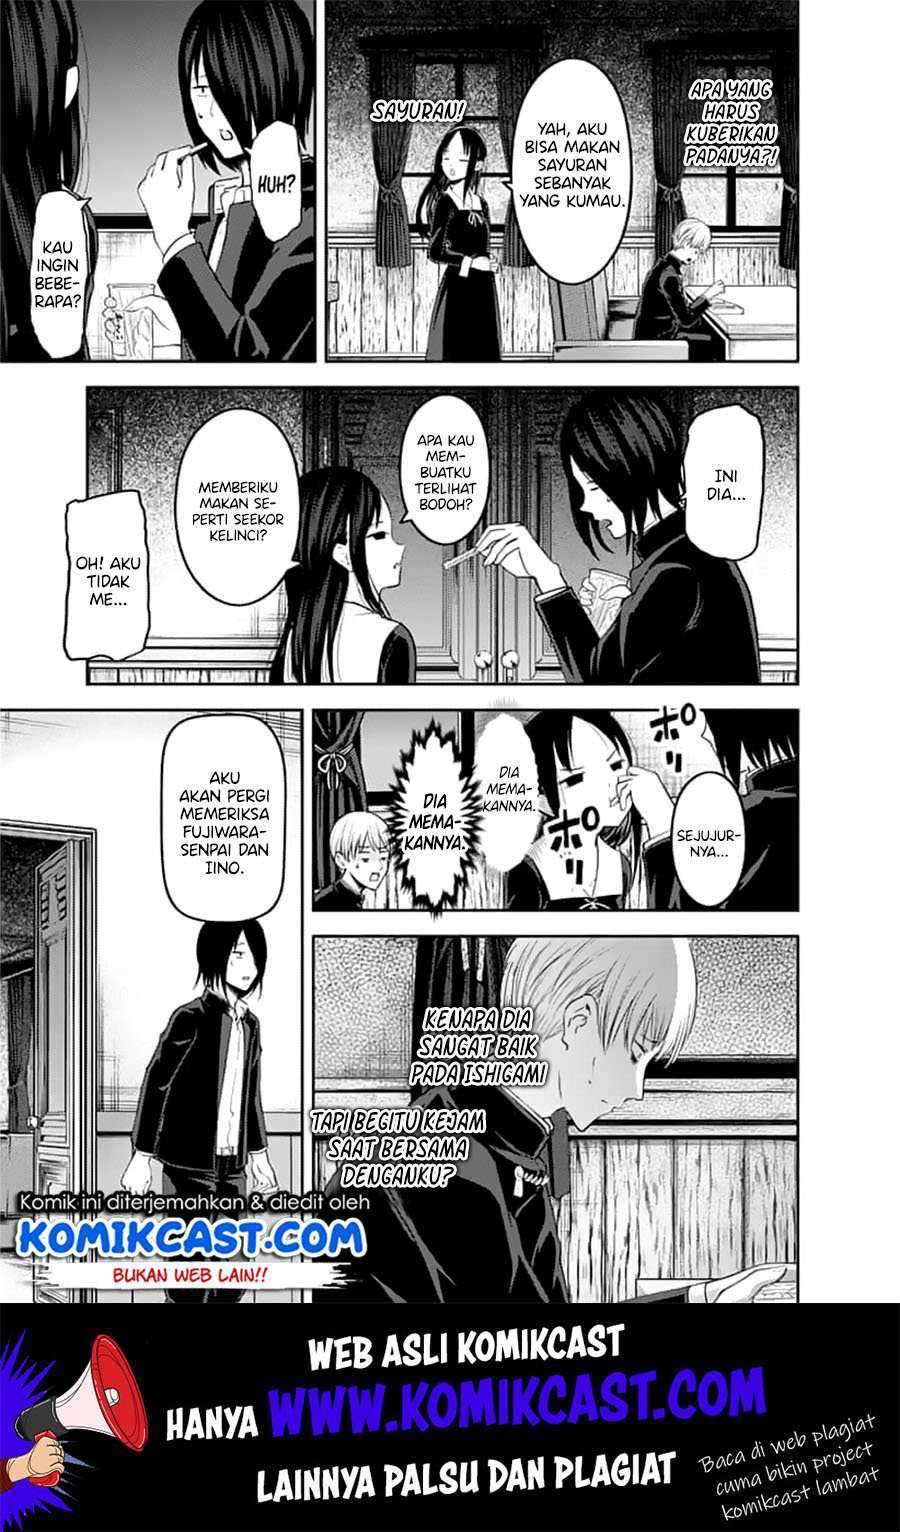 APA YANG
HARUS
KUBERIKAN
PADANYA?!
YAH, AKU
BISA MAKAN
SAYURAN
SEBANYAK
YANG KUMAU.
SAYURAN!
HUH?
KAU
INGIN
BEBE-
RAPA?
INI
DIA...
APA KAU
MEM-
BUATKU
TERLIHAT
BODOH?
MEMBERIKU
MAKAN SE-
PERTI SEEKOR
KELINCI?
OH! AKU
TIDAK
ME...
ポリ
SEJUJUR-
NYA...
ポリ
DIA
MEMA-
KANNYA.
DIA
MEMA-
KANNYA.
AKU
AKAN PERGI
MEMERIKSA
FUJIWARA-
SENPAI DAN
IINO.
KENAPA DIA
SANGAT BAIK
PADA ISHIGAMI
TAPI BEGITU KEJAM
SAAT BERSAMA
DENGANKU?
Komik ini diterjemahkan & diedit oleh
KOMIKCAST.COM
BUKAN WEB LAIN!!
WEB ASLI KOMIKCAST
HANYA WWW.KOMIKCAST.COM
LAINNYA PALSU DAN PLAGIAT
Baca di web plagiat
cuma bikin project
komikcast lambat